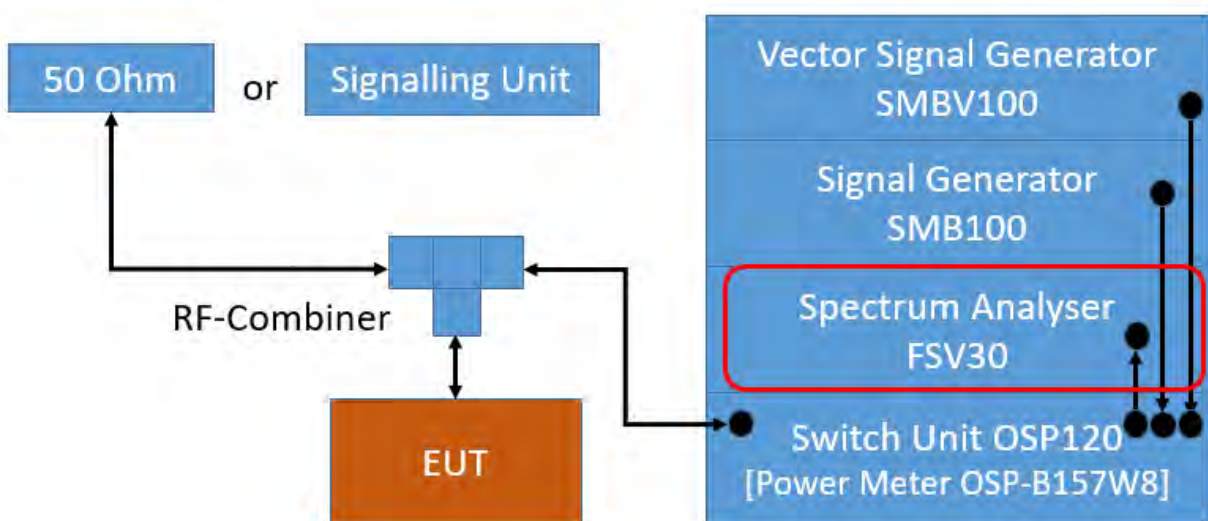 50 Ohm
or
Signalling Unit
RF-Combiner
EUT
Vector Signal Generator
SMBV100
Signal Generator
SMB100
Spectrum Analyser
FSV30
Switch Unit OSP120
[Power Meter OSP-B157W8]